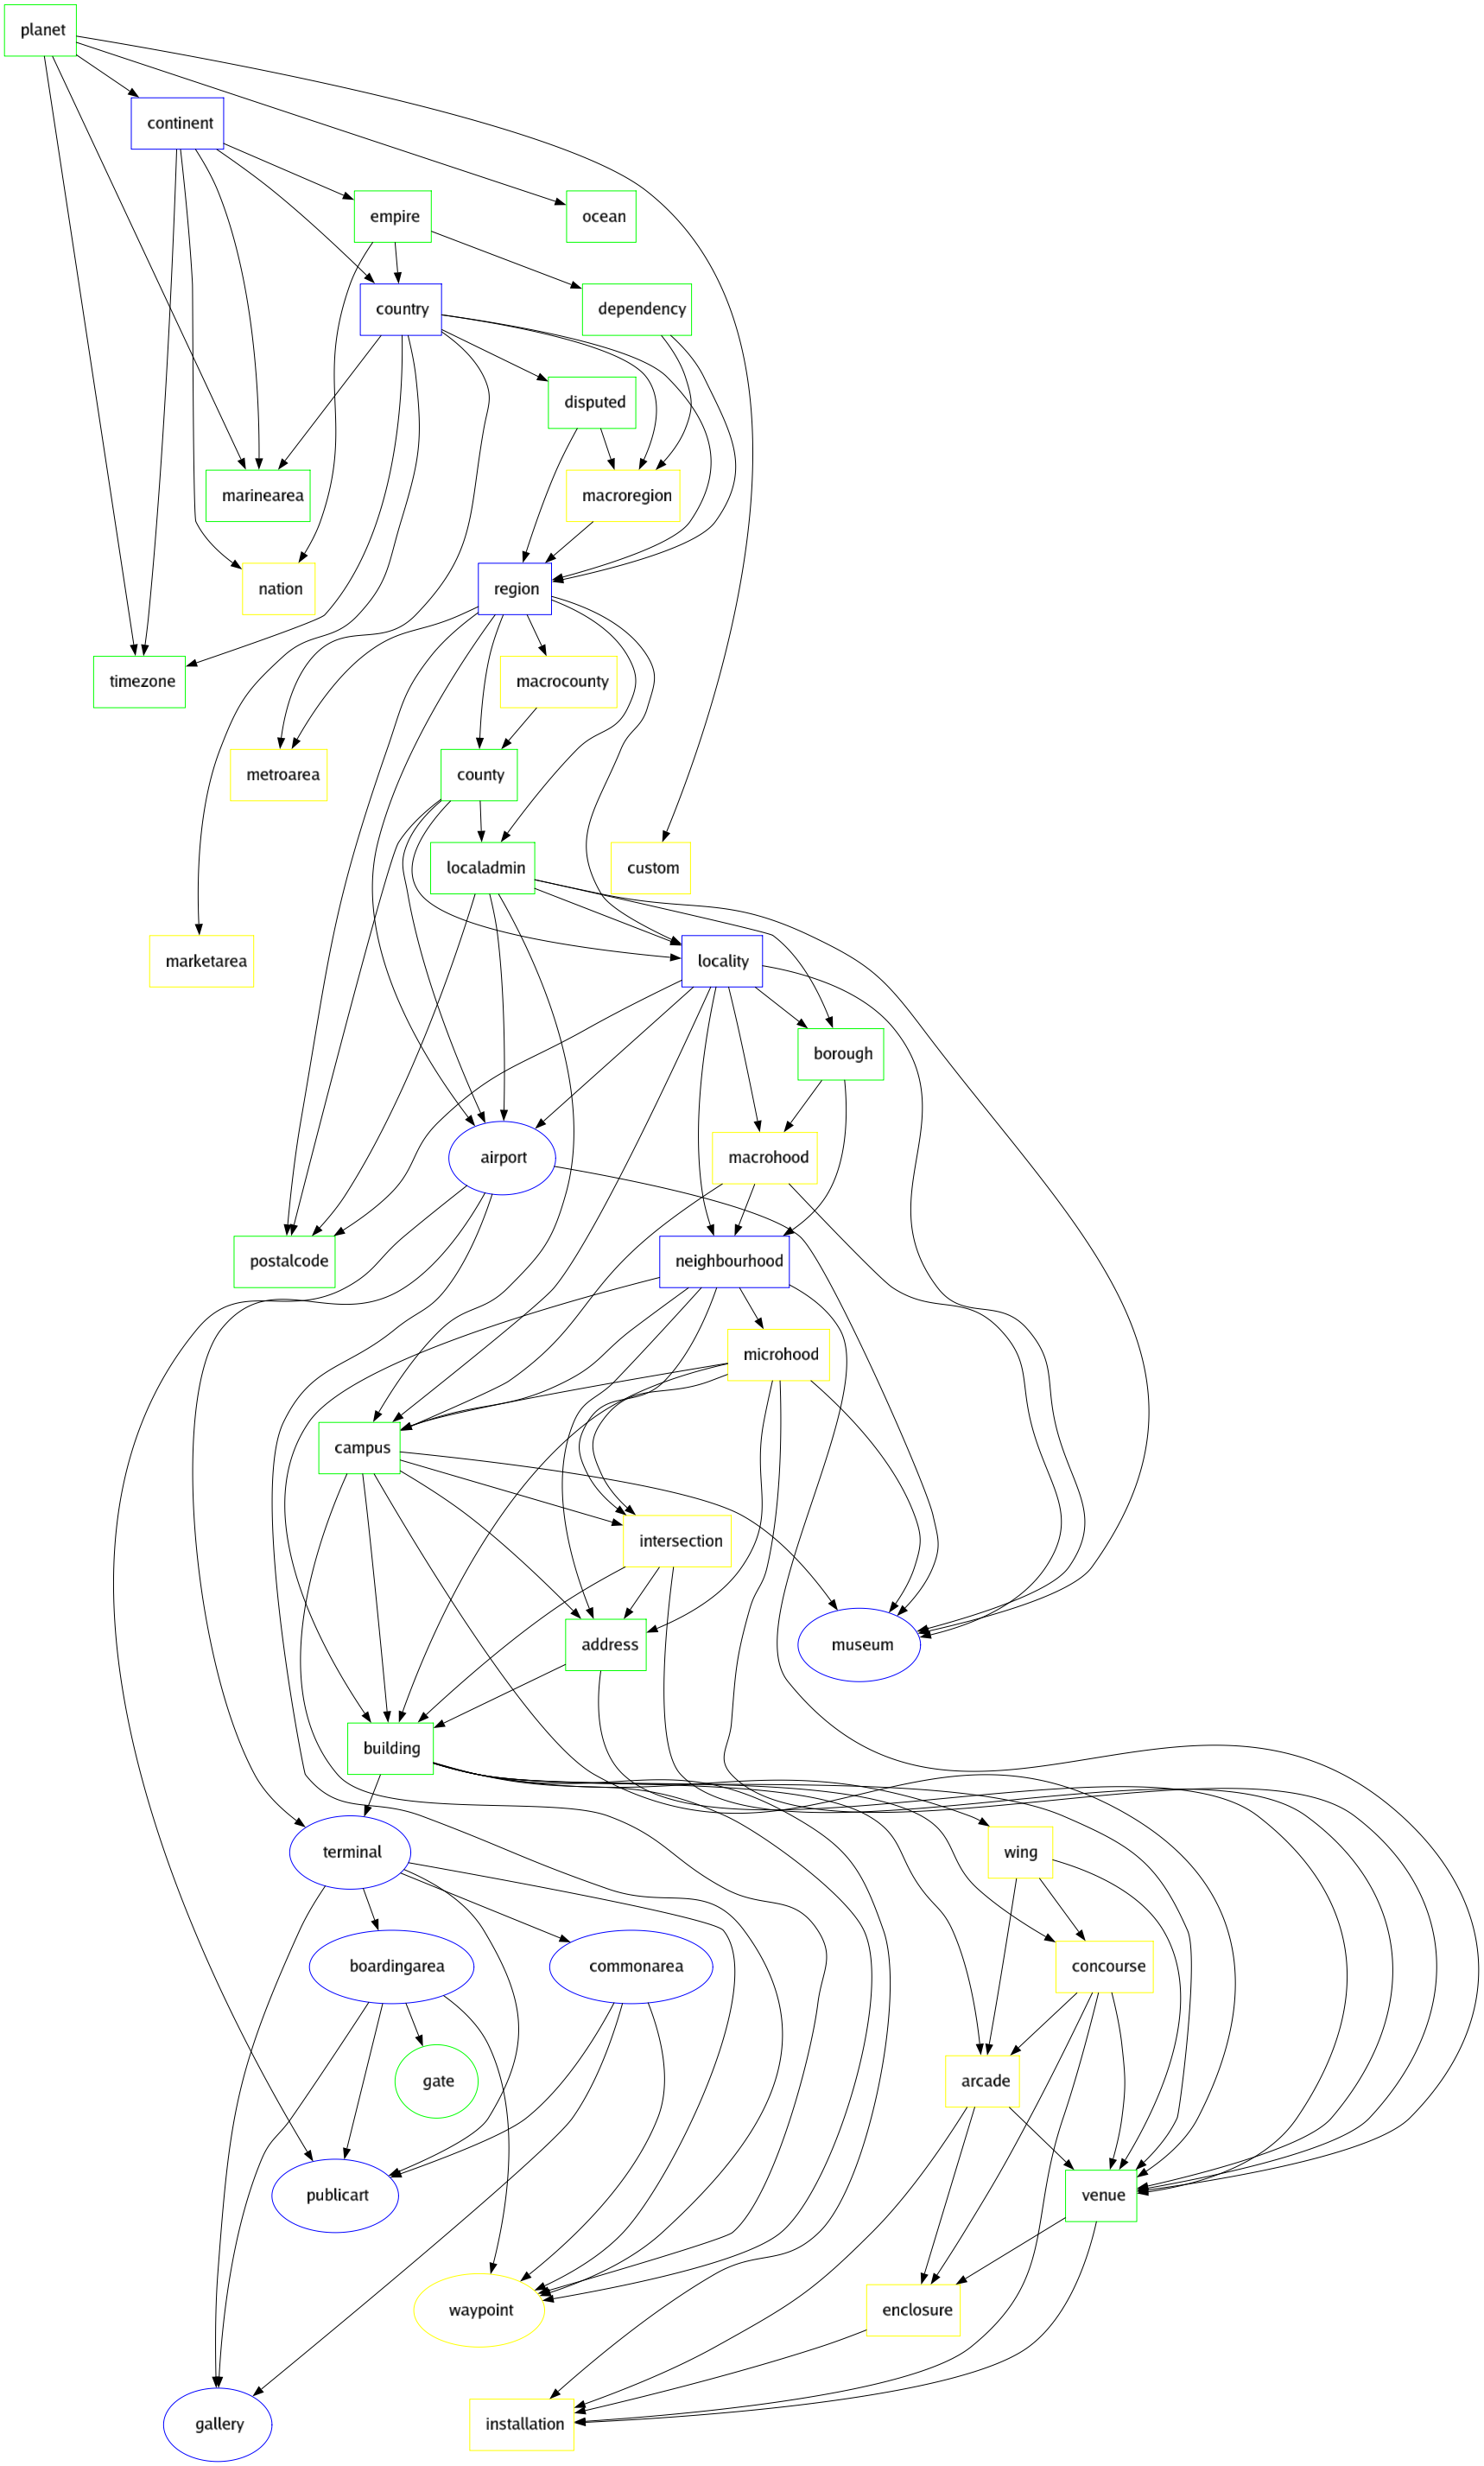 planet
continent
empire
ocean
country
dependency
disputed
marinearea
macroregion
nation
region
timezone
macrocounty
metroarea
county
localadmin
custom
marketarea
locality
borough
airport
macrohood
postalcode
neighbourhood
microhood
campus
intersection
address
museum
building
terminal
wing
boardingarea
commonarea
concourse
gate
arcade
publicart
venue
waypoint
enclosure
gallery
installation